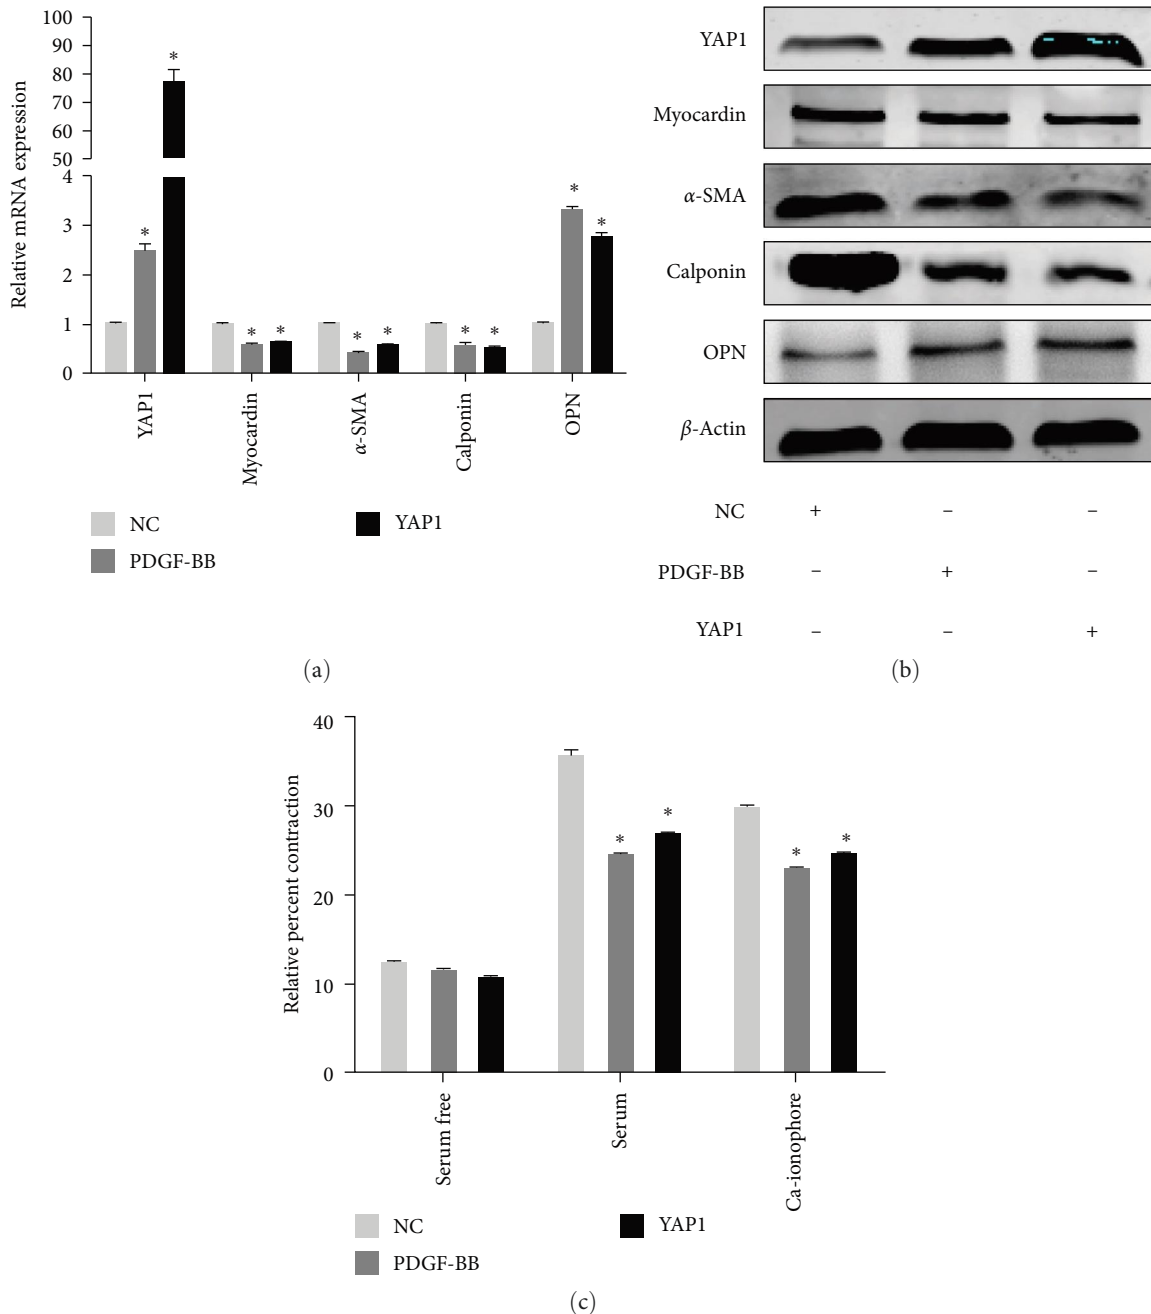 Relative mRNA expression
100
90
80
70
60
50
4
3
2
1
0
*
*
*
*
*
*
*
*
*
*
YAP1
Myocardin
α-SMA
Calponin
OPN
NC
YAP1
PDGF-BB
(a)
YAP1
Myocardin
α-SMA
Calponin
OPN
β-Actin
NC + – –
PDGF-BB – + –
YAP1 – – +
(b)
Relative percent contraction
40
30
20
10
0
*
*
*
*
Serum free
Serum
Ca-ionophore
NC
YAP1
PDGF-BB
(c)